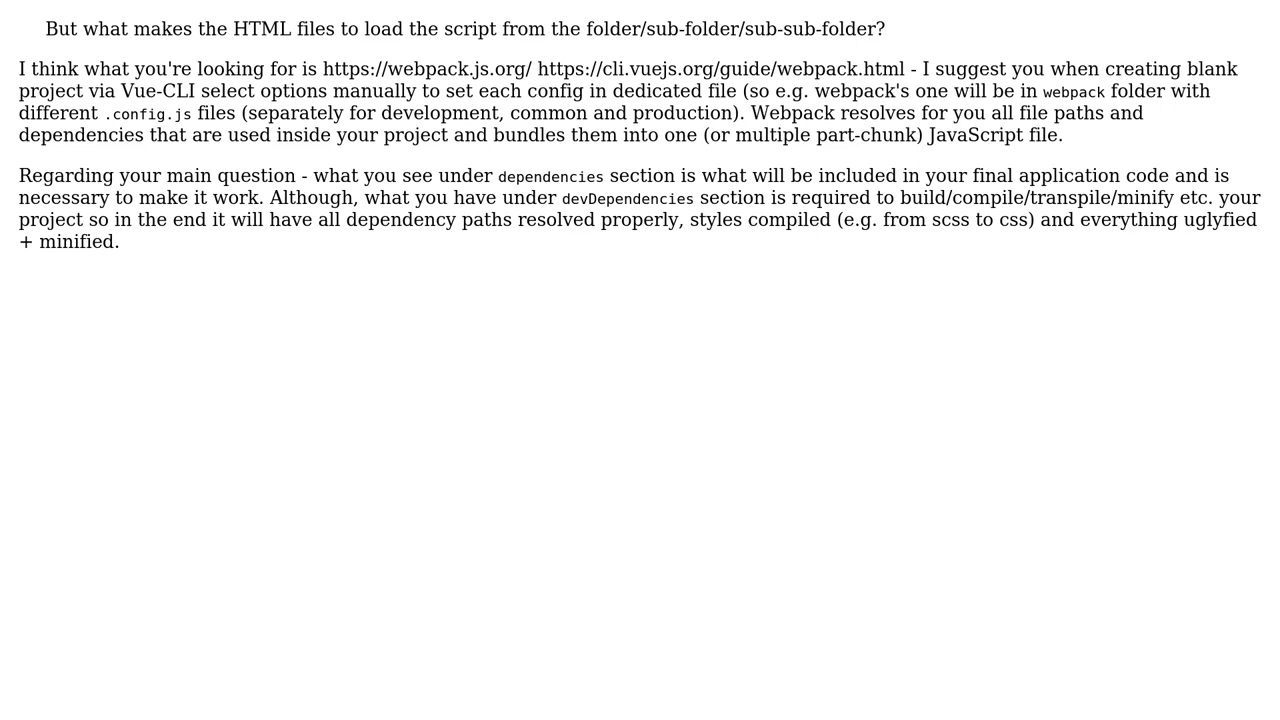 But what makes the HTML files to load the script from the folder/sub-folder/sub-sub-folder?
I think what you're looking for is https://webpack.js.org/ https://cli.vuejs.org/guide/webpack.html - I suggest you when creating blank
project via Vue-CLI select options manually to set each config in dedicated file (so e.g. webpack's one will be in webpack folder with
different .config.js files (separately for development, common and production). Webpack resolves for you all file paths and
dependencies that are used inside your project and bundles them into one (or multiple part-chunk) JavaScript file.
Regarding your main question - what you see under dependencies section is what will be included in your final application code and is
necessary to make it work. Although, what you have under devDependencies section is required to build/compile/transpile/minify etc. your
project so in the end it will have all dependency paths resolved properly, styles compiled (e.g. from scss to css) and everything uglyfied
+ minified.